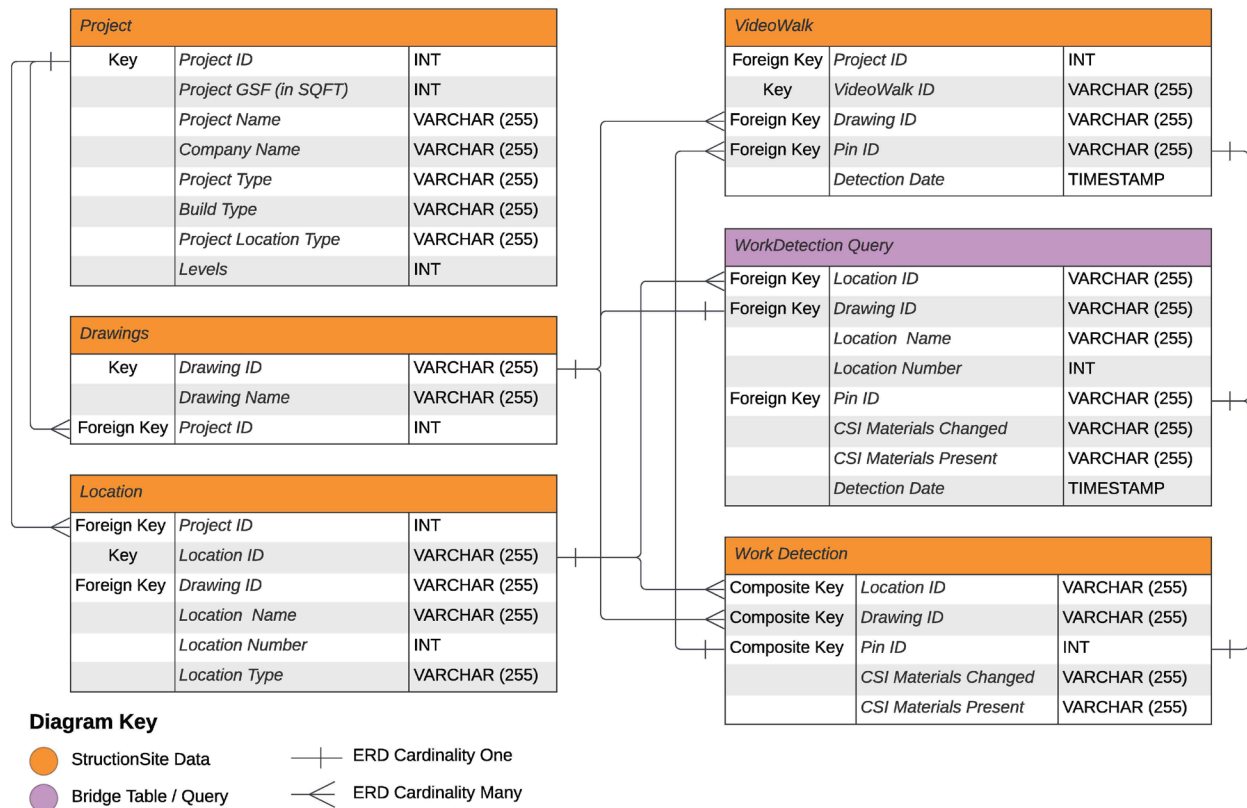 Project
Key Project ID INT
Project GSF (in SQFT) INT
Project Name VARCHAR (255)
Company Name VARCHAR (255)
Project Type VARCHAR (255)
Build Type VARCHAR (255)
Project Location Type VARCHAR (255)
Levels INT
Drawings
Key Drawing ID VARCHAR (255)
Drawing Name VARCHAR (255)
Foreign Key Project ID INT
Location
Foreign Key Project ID INT
Key Location ID VARCHAR (255)
Foreign Key Drawing ID VARCHAR (255)
Location Name VARCHAR (255)
Location Number INT
Location Type VARCHAR (255)
VideoWalk
Foreign Key Project ID INT
Key VideoWalk ID VARCHAR (255)
Foreign Key Drawing ID VARCHAR (255)
Foreign Key Pin ID VARCHAR (255)
Detection Date TIMESTAMP
WorkDetection Query
Foreign Key Location ID VARCHAR (255)
Foreign Key Drawing ID VARCHAR (255)
Location Name VARCHAR (255)
Location Number INT
Foreign Key Pin ID VARCHAR (255)
CSI Materials Changed VARCHAR (255)
CSI Materials Present VARCHAR (255)
Detection Date TIMESTAMP
Work Detection
Composite Key Location ID VARCHAR (255)
Composite Key Drawing ID VARCHAR (255)
Composite Key Pin ID INT
CSI Materials Changed VARCHAR (255)
CSI Materials Present VARCHAR (255)
Diagram Key
StructionSite Data ERD Cardinality One
Bridge Table / Query ERD Cardinality Many